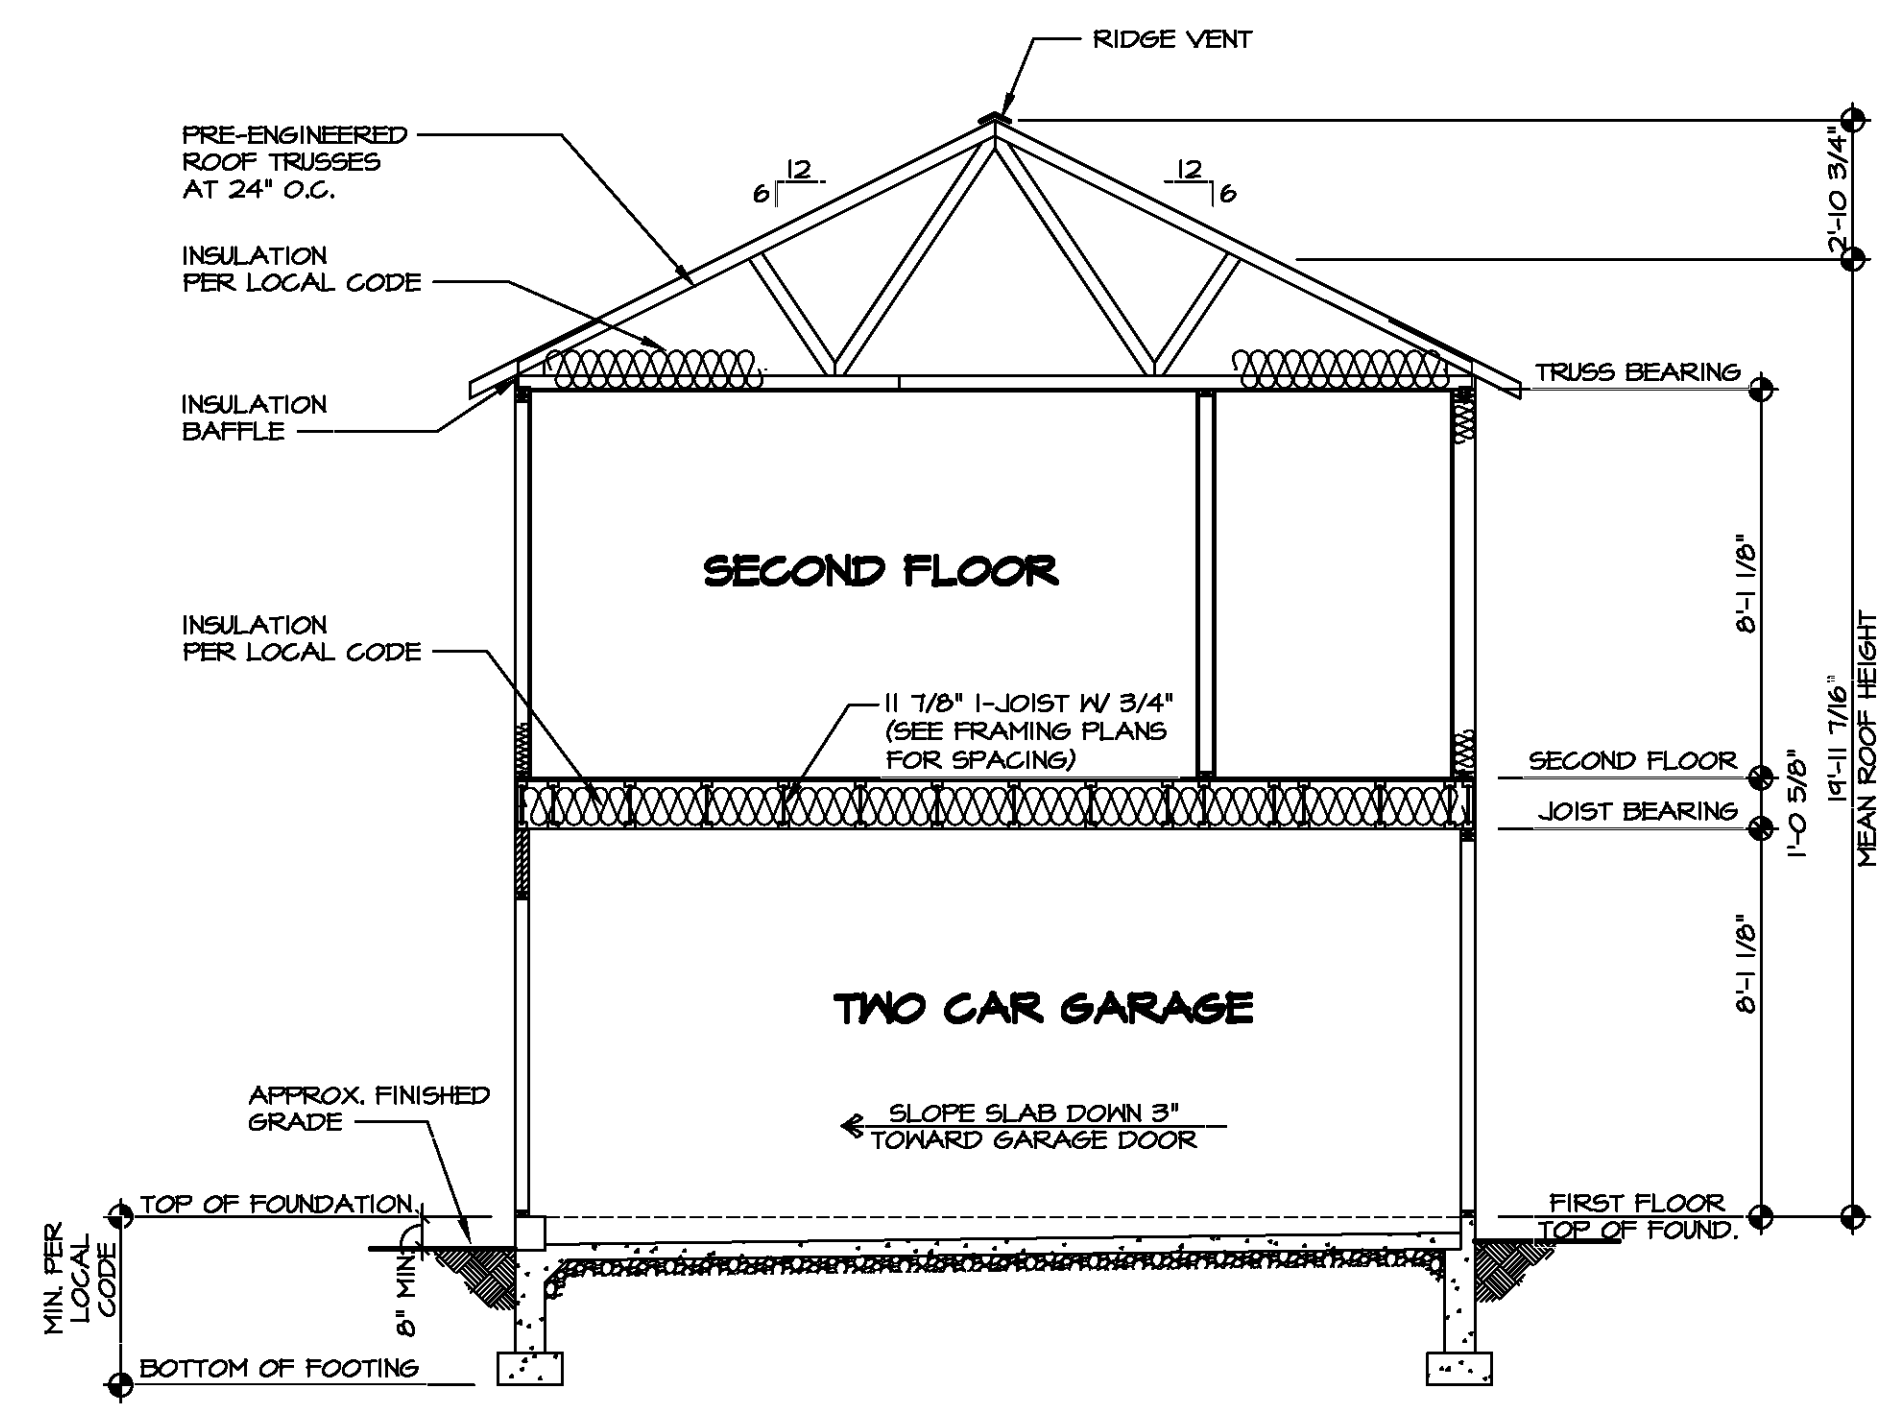 RIDGE VENT
PRE-ENGINEERED
ROOF TRUSSES
AT 24" O.C.
12
6
12
6
2'-10 3/4"
INSULATION
PER LOCAL CODE
TRUSS BEARING
INSULATION
BAFFLE
SECOND FLOOR
8'-1 1/8"
INSULATION
PER LOCAL CODE
11 7/8" I-JOIST W/ 3/4"
(SEE FRAMING PLANS
FOR SPACING)
SECOND FLOOR
JOIST BEARING
1'-0 5/8"
19'-11 7/16"
MEAN ROOF HEIGHT
8'-1 1/8"
TWO CAR GARAGE
APPROX. FINISHED
GRADE
SLOPE SLAB DOWN 3"
TOWARD GARAGE DOOR
TOP OF FOUNDATION
FIRST FLOOR
TOP OF FOUND.
MIN. PER
LOCAL
CODE
8" MIN.
BOTTOM OF FOOTING